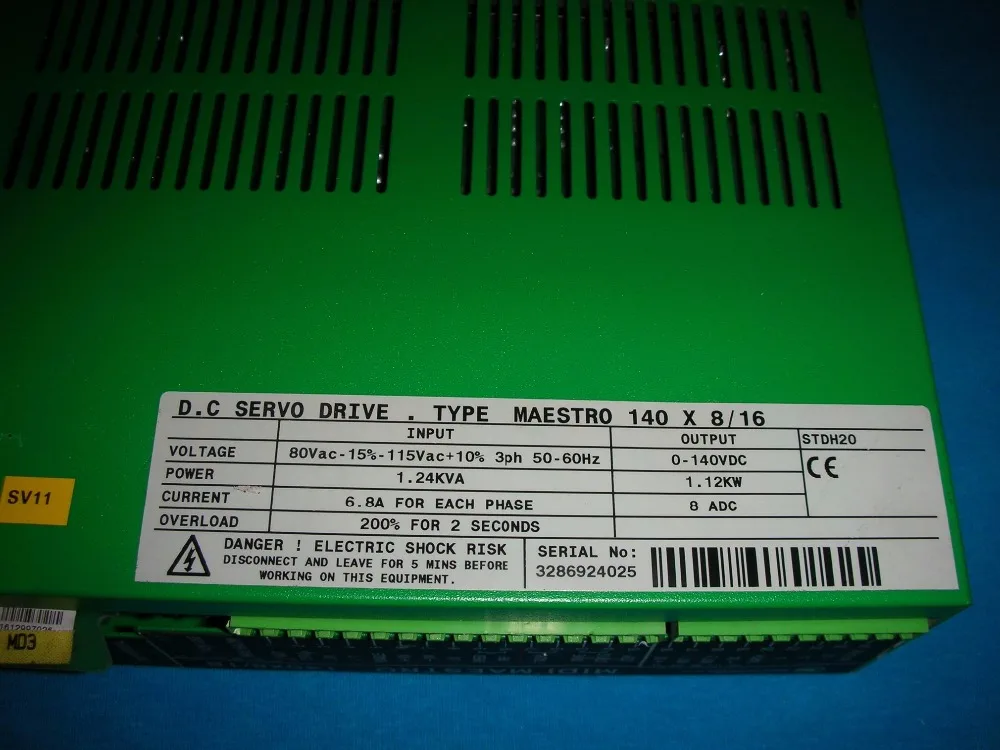 D.C SERVO DRIVE . TYPE MAESTRO 140 X 8/16
INPUT OUTPUT STDH20
VOLTAGE 80Vac-15%-115Vac+10% 3ph 50-60Hz 0-140VDC
POWER 1.24KVA 1.12KW
CE
CURRENT 6.8A FOR EACH PHASE 8 ADC
OVERLOAD 200% FOR 2 SECONDS
DANGER ! ELECTRIC SHOCK RISK
DISCONNECT AND LEAVE FOR 5 MINS BEFORE
WORKING ON THIS EQUIPMENT.
SERIAL No:
3286924025
SV11
MD3